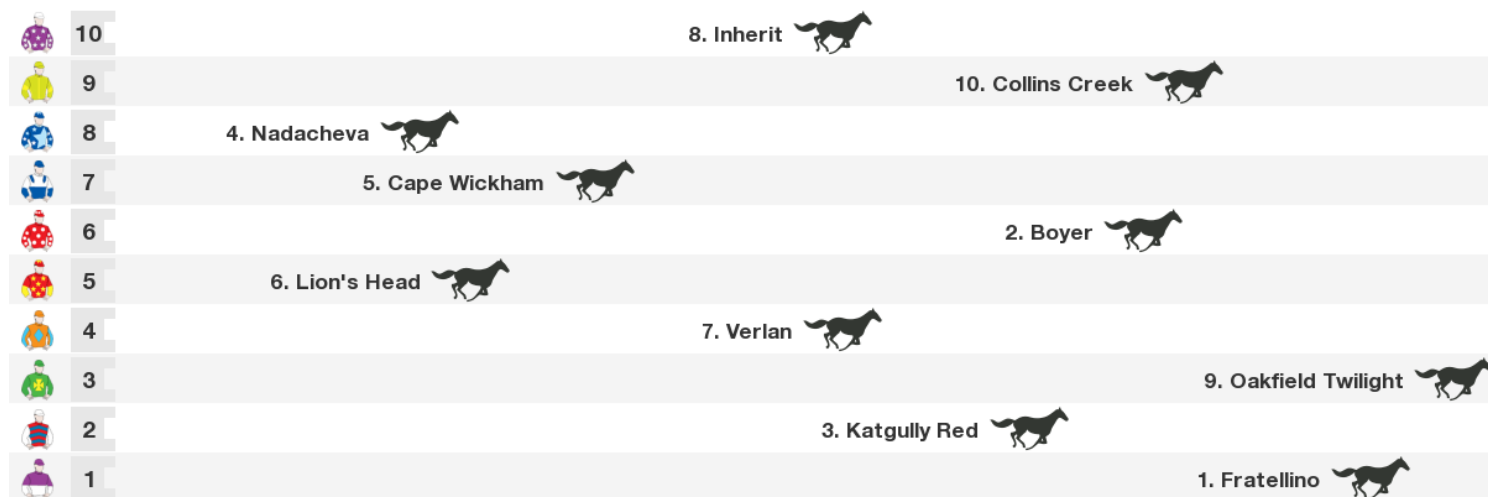 10 8. Inherit
9 10. Collins Creek
8 4. Nadacheva
7 5. Cape Wickham
6 2. Boyer
5 6. Lion's Head
4 7. Verlan
3 9. Oakfield Twilight
2 3. Katgully Red
1 1. Fratellino